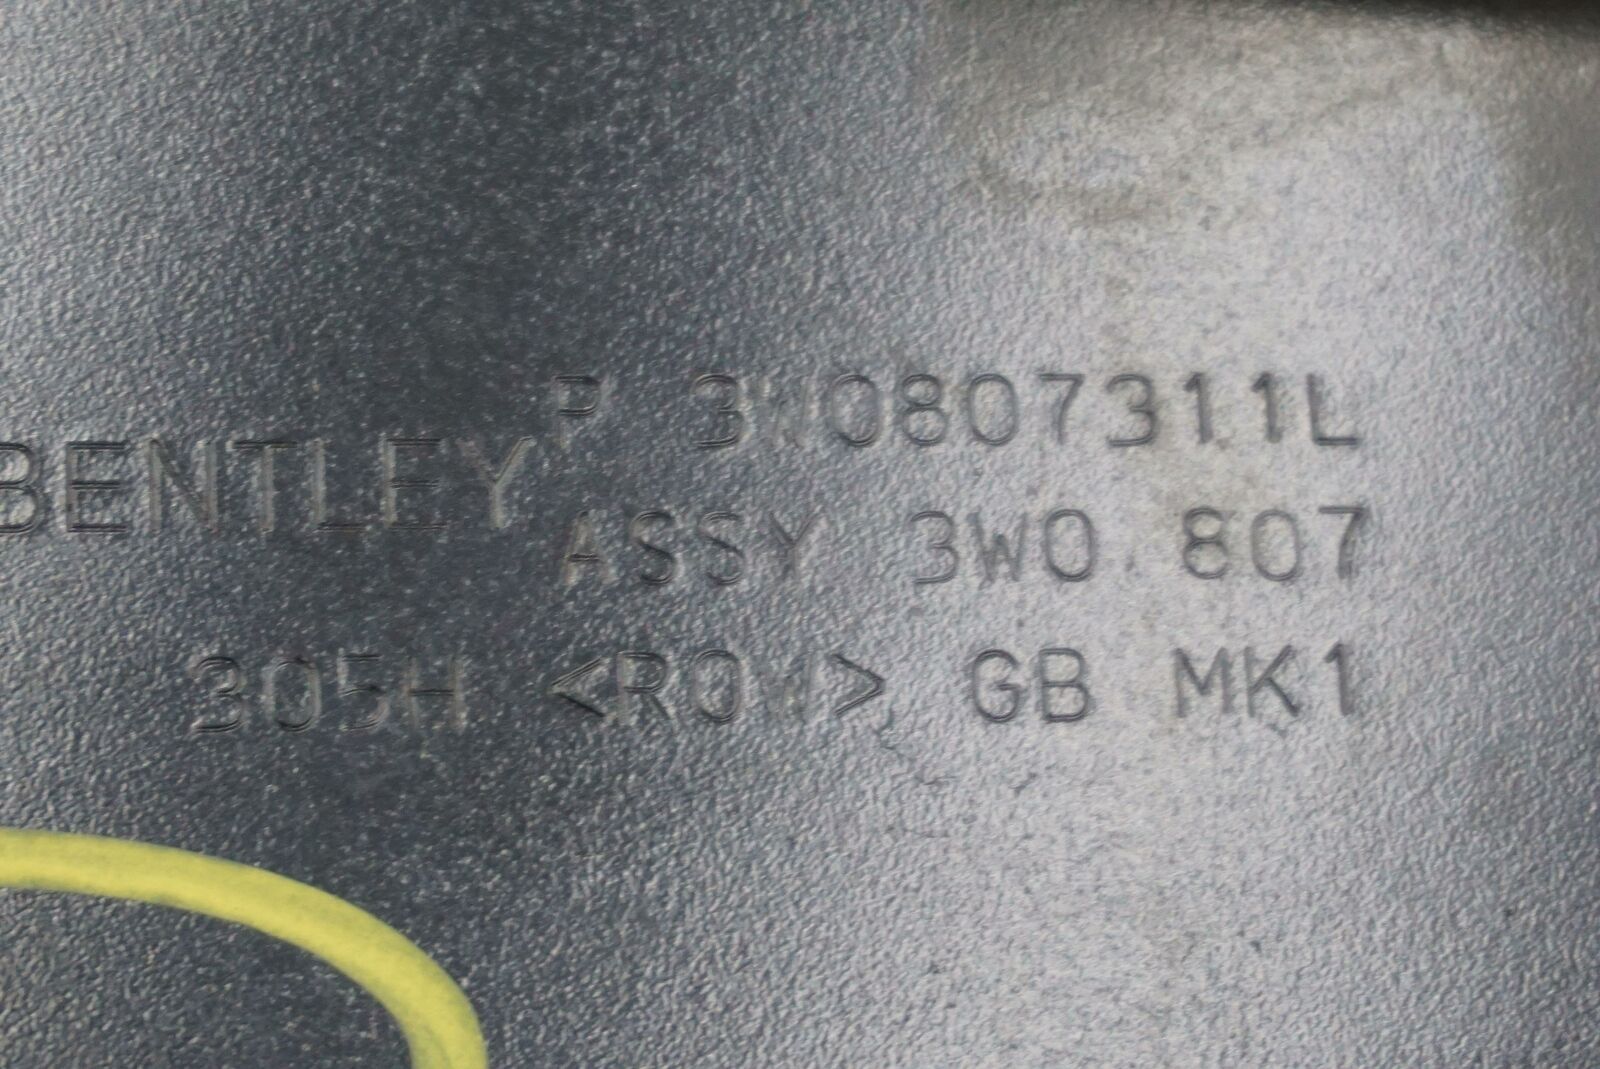 BENTLEY P 3W0807311L
ASSY 3W0.807
305H <ROW> GB MK1